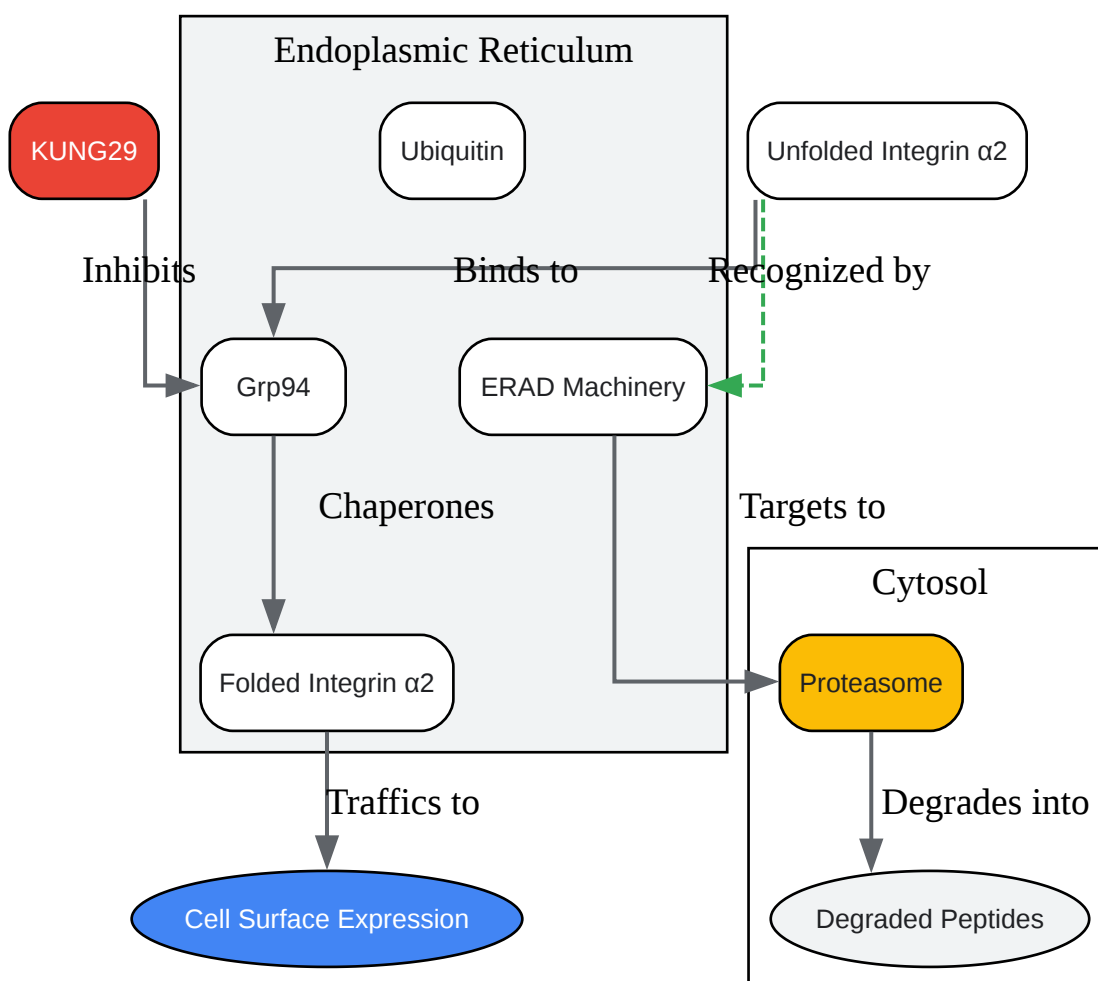 Endoplasmic Reticulum
KUNG29
Ubiquitin
Unfolded Integrin α2
Inhibits
Binds to
Recognized by
Grp94
ERAD Machinery
Chaperones
Targets to
Cytosol
Folded Integrin α2
Proteasome
Traffics to
Degrades into
Cell Surface Expression
Degraded Peptides